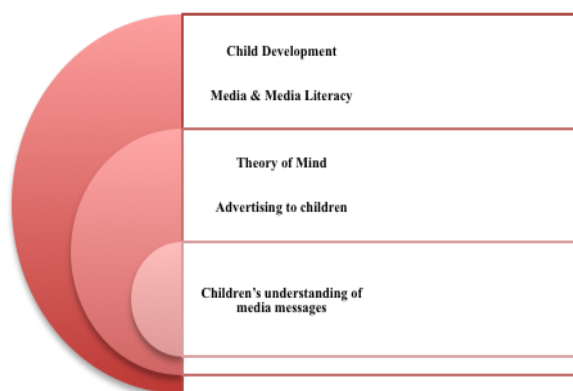 Child Development
Media & Media Literacy
Theory of Mind
Advertising to children
Children’s understanding of
media messages